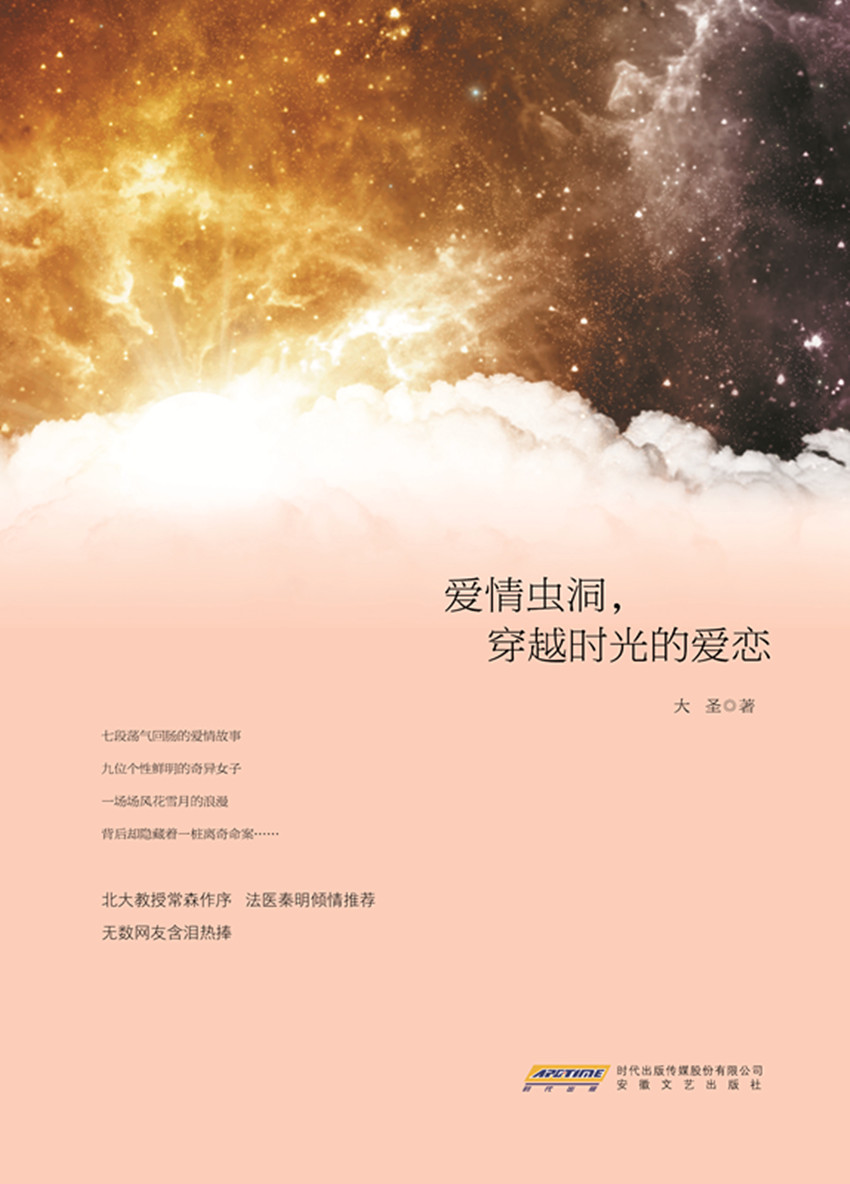 爱情虫洞，
穿越时光的爱恋
大 圣◎著
七段荡气回肠的爱情故事
九位个性鲜明的奇异女子
一场场风花雪月的浪漫
背后却隐藏着一桩离奇命案……
北大教授常森作序 法医秦明倾情推荐
无数网友含泪热捧
APGTIME
时代出版
时代出版传媒股份有限公司
安徽文艺出版社